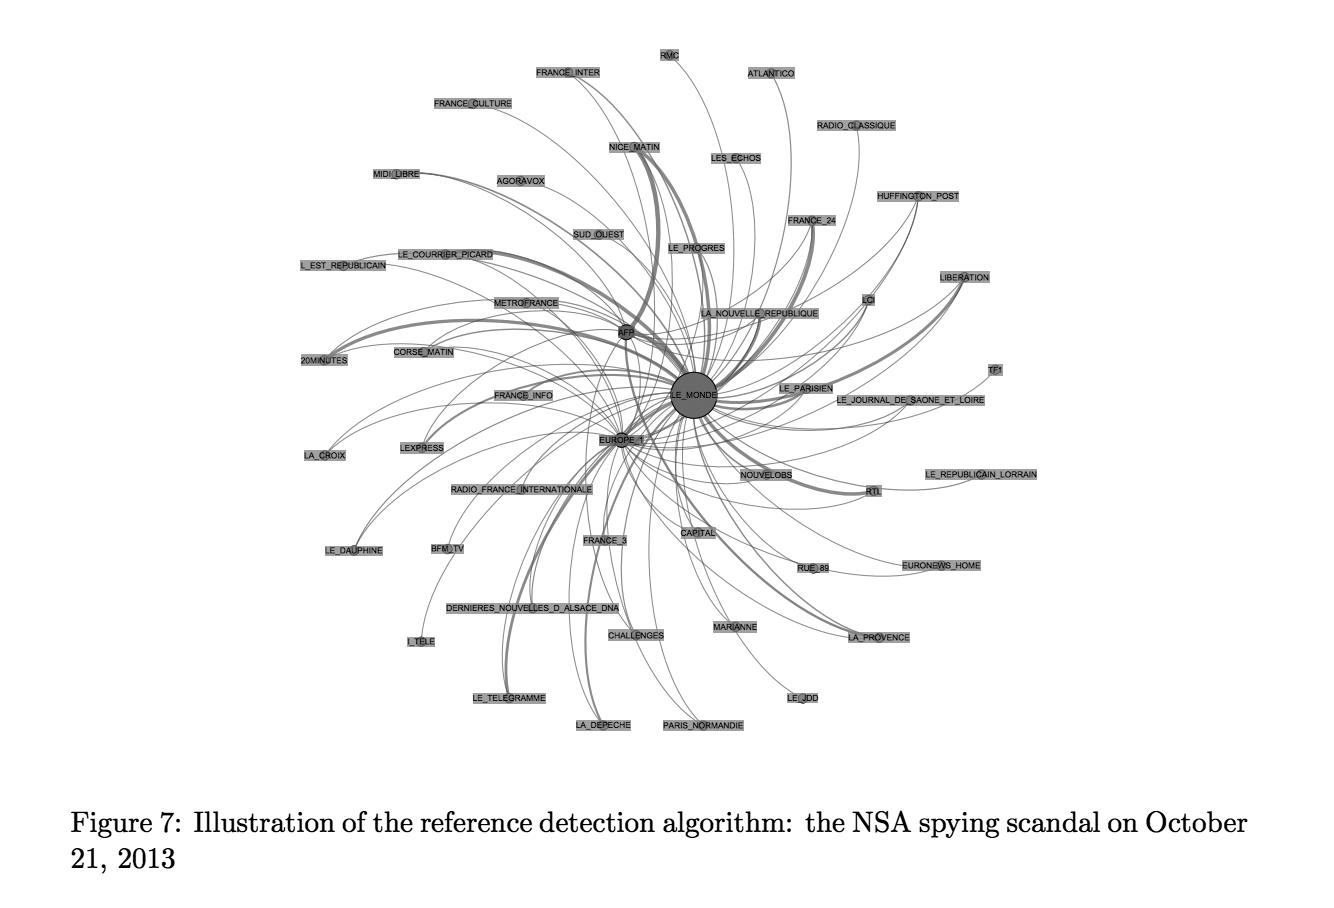 RMC
FRANCE_INTER
ATLANTICO
FRANCE_CULTURE
RADIO_CLASSIQUE
NICE_MATIN
LES_ECHOS
MIDI_LIBRE
AGORAVOX
HUFFINGTON_POST
FRANCE_24
SUD_OUEST
LE_PROGRES
LE_COURRIER_PICARD
L_EST_REPUBLICAIN
LIBERATION
METROFRANCE
LCI
LA_NOUVELLE_REPUBLIQUE
AFP
CORSE_MATIN
20MINUTES
TF1
LE_PARISIEN
FRANCE_INFO
LE_MONDE
LE_JOURNAL_DE_SAONE_ET_LOIRE
EUROPE_1
LEXPRESS
LA_CROIX
NOUVELOBS
LE_REPUBLICAIN_LORRAIN
RADIO_FRANCE_INTERNATIONALE
RTL
CAPITAL
FRANCE_3
BFM_TV
LE_DAUPHINE
EURONEWS_HOME
RUE_89
DERNIERES_NOUVELLES_D_ALSACE_DNA
MARIANNE
CHALLENGES
LA_PROVENCE
I_TELE
LE_TELEGRAMME
LE_JDD
LA_DEPECHE
PARIS_NORMANDIE
Figure 7: Illustration of the reference detection algorithm: the NSA spying scandal on October
21, 2013